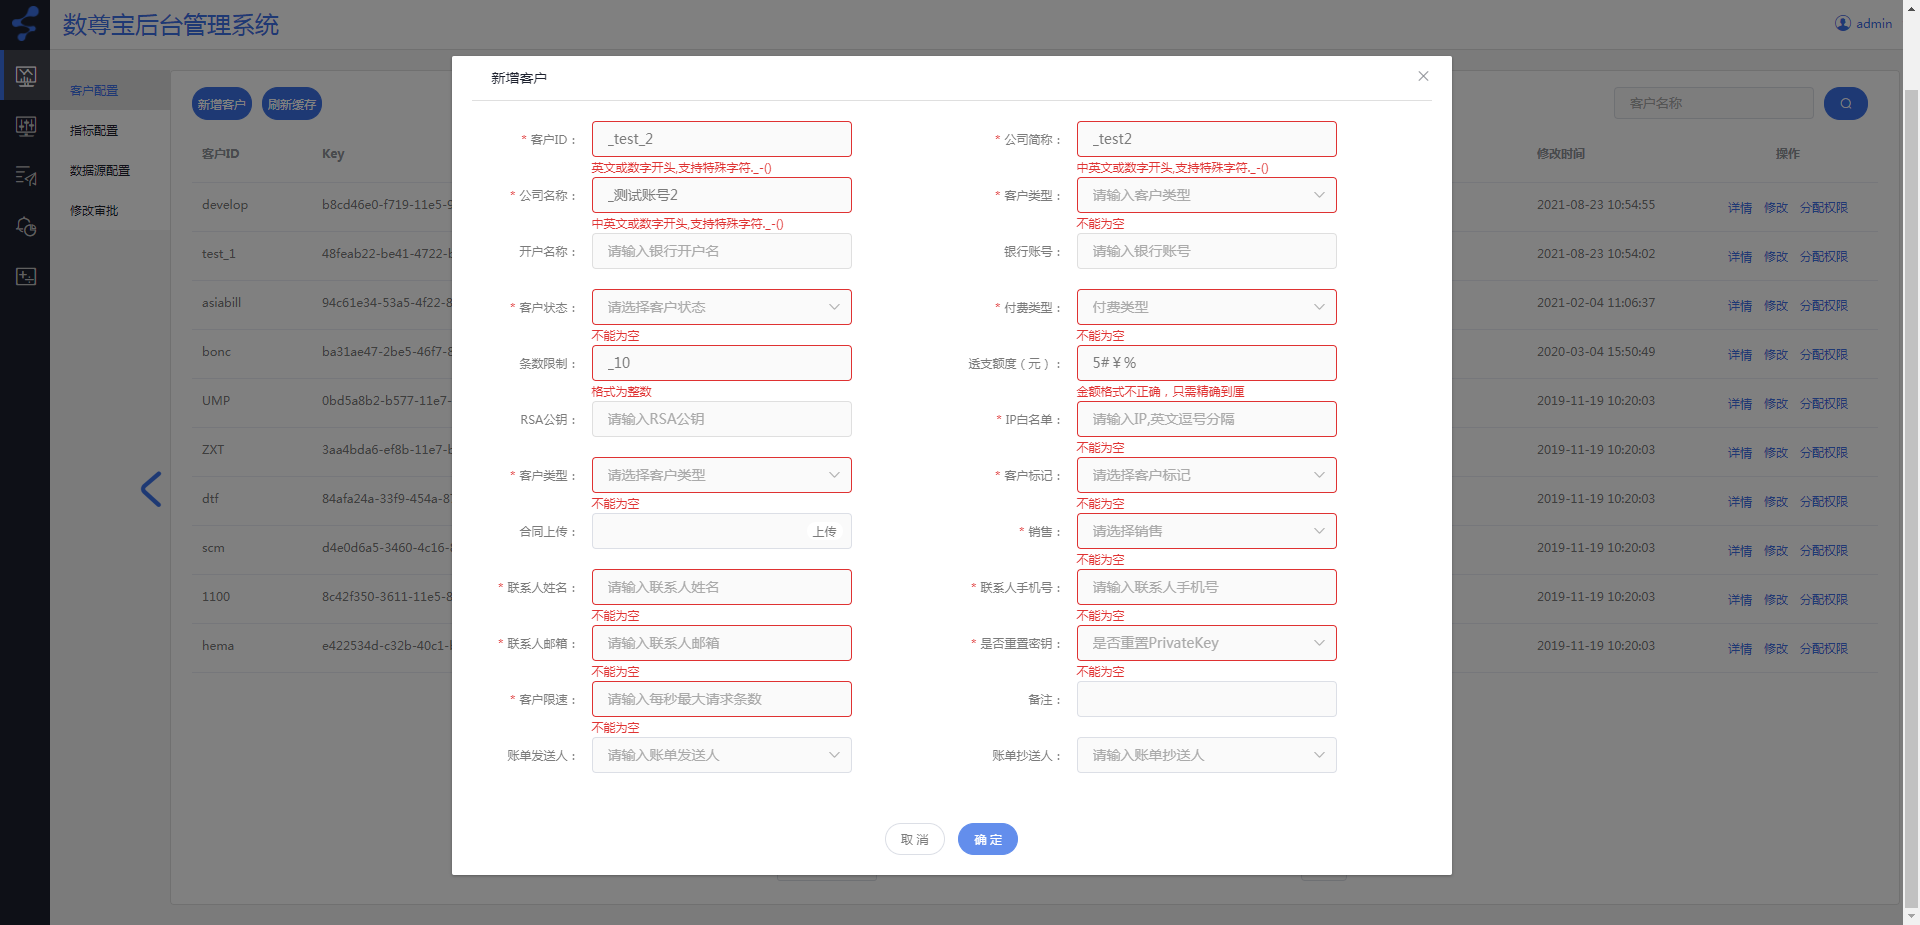 数尊宝后台管理系统
admin
客户配置
指标配置
数据源配置
修改审批
新增客户
刷新缓存
客户名称
客户ID
Key
修改时间
操作
develop
b8cd46e0-f719-11e5-9
2021-08-23 10:54:55
详情 修改 分配权限
test_1
48feab22-be41-4722-b
2021-08-23 10:54:02
详情 修改 分配权限
asiabill
94c61e34-53a5-4f22-8
2021-02-04 11:06:37
详情 修改 分配权限
bonc
ba31ae47-2be5-46f7-8
2020-03-04 15:50:49
详情 修改 分配权限
UMP
0bd5a8b2-b577-11e7-
2019-11-19 10:20:03
详情 修改 分配权限
ZXT
3aa4bda6-ef8b-11e7-b
2019-11-19 10:20:03
详情 修改 分配权限
dtf
84afa24a-33f9-454a-87
2019-11-19 10:20:03
详情 修改 分配权限
scm
d4e0d6a5-3460-4c16-8
2019-11-19 10:20:03
详情 修改 分配权限
1100
8c42f350-3611-11e5-8
2019-11-19 10:20:03
详情 修改 分配权限
hema
e422534d-c32b-40c1-b
2019-11-19 10:20:03
详情 修改 分配权限
新增客户
* 客户ID： _test_2
英文或数字开头,支持特殊字符._-()
* 公司简称： _test2
中英文或数字开头,支持特殊字符._-()
* 公司名称： _测试账号2
中英文或数字开头,支持特殊字符._-()
* 客户类型： 请输入客户类型
不能为空
开户名称： 请输入银行开户名
银行账号： 请输入银行账号
* 客户状态： 请选择客户状态
不能为空
* 付费类型： 付费类型
不能为空
条数限制： _10
格式为整数
透支额度（元）： 5#￥%
金额格式不正确，只需精确到厘
RSA公钥： 请输入RSA公钥
* IP白名单： 请输入IP,英文逗号分隔
不能为空
* 客户类型： 请选择客户类型
不能为空
* 客户标记： 请选择客户标记
不能为空
合同上传： 上传
* 销售： 请选择销售
不能为空
* 联系人姓名： 请输入联系人姓名
不能为空
* 联系人手机号： 请输入联系人手机号
不能为空
* 联系人邮箱： 请输入联系人邮箱
不能为空
* 是否重置密钥： 是否重置PrivateKey
不能为空
* 客户限速： 请输入每秒最大请求条数
不能为空
备注：
账单发送人： 请输入账单发送人
账单抄送人： 请输入账单抄送人
取 消
确 定